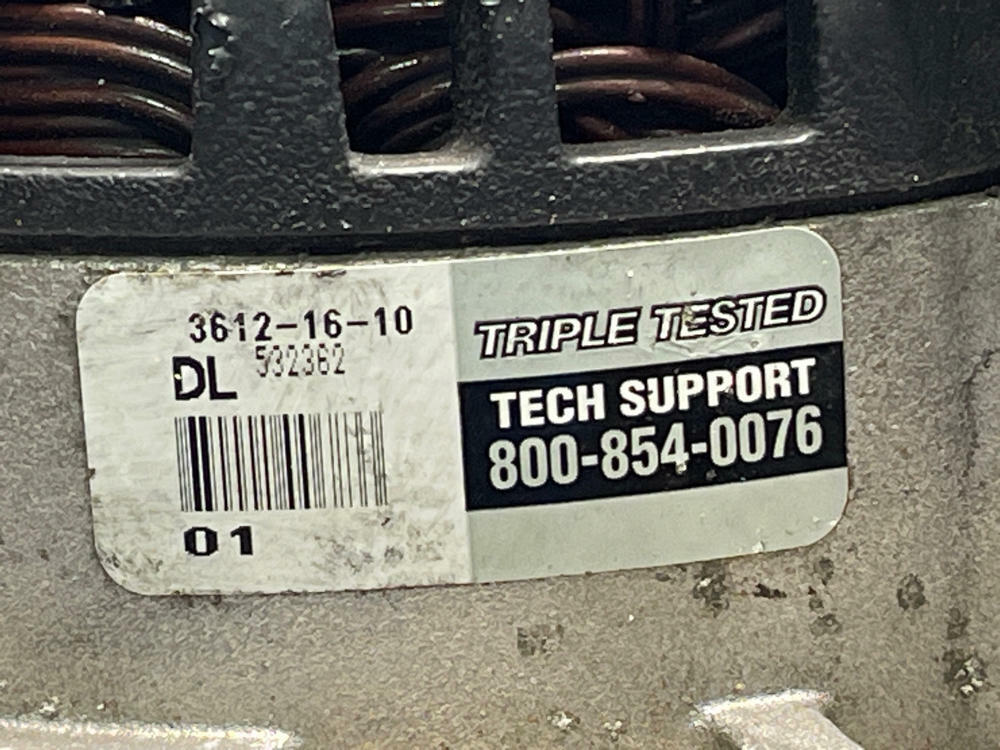 3612-16-10
DL 532362
01
TRIPLE TESTED
TECH SUPPORT
800-854-0076